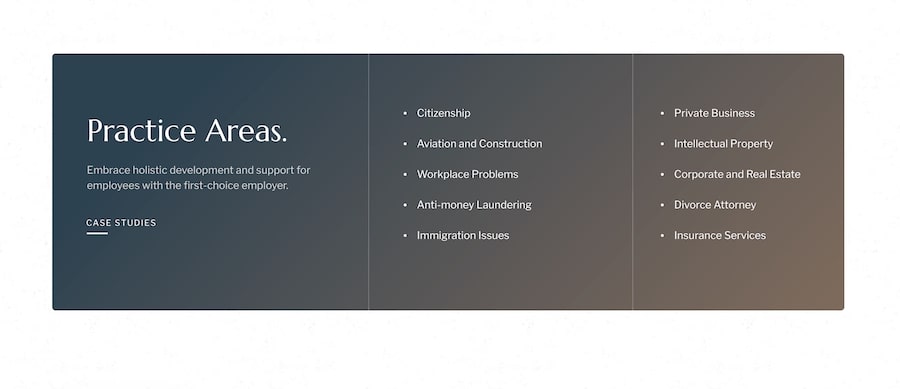 Practice Areas.
Embrace holistic development and support for
employees with the first-choice employer.
CASE STUDIES
Citizenship
Aviation and Construction
Workplace Problems
Anti-money Laundering
Immigration Issues
Private Business
Intellectual Property
Corporate and Real Estate
Divorce Attorney
Insurance Services